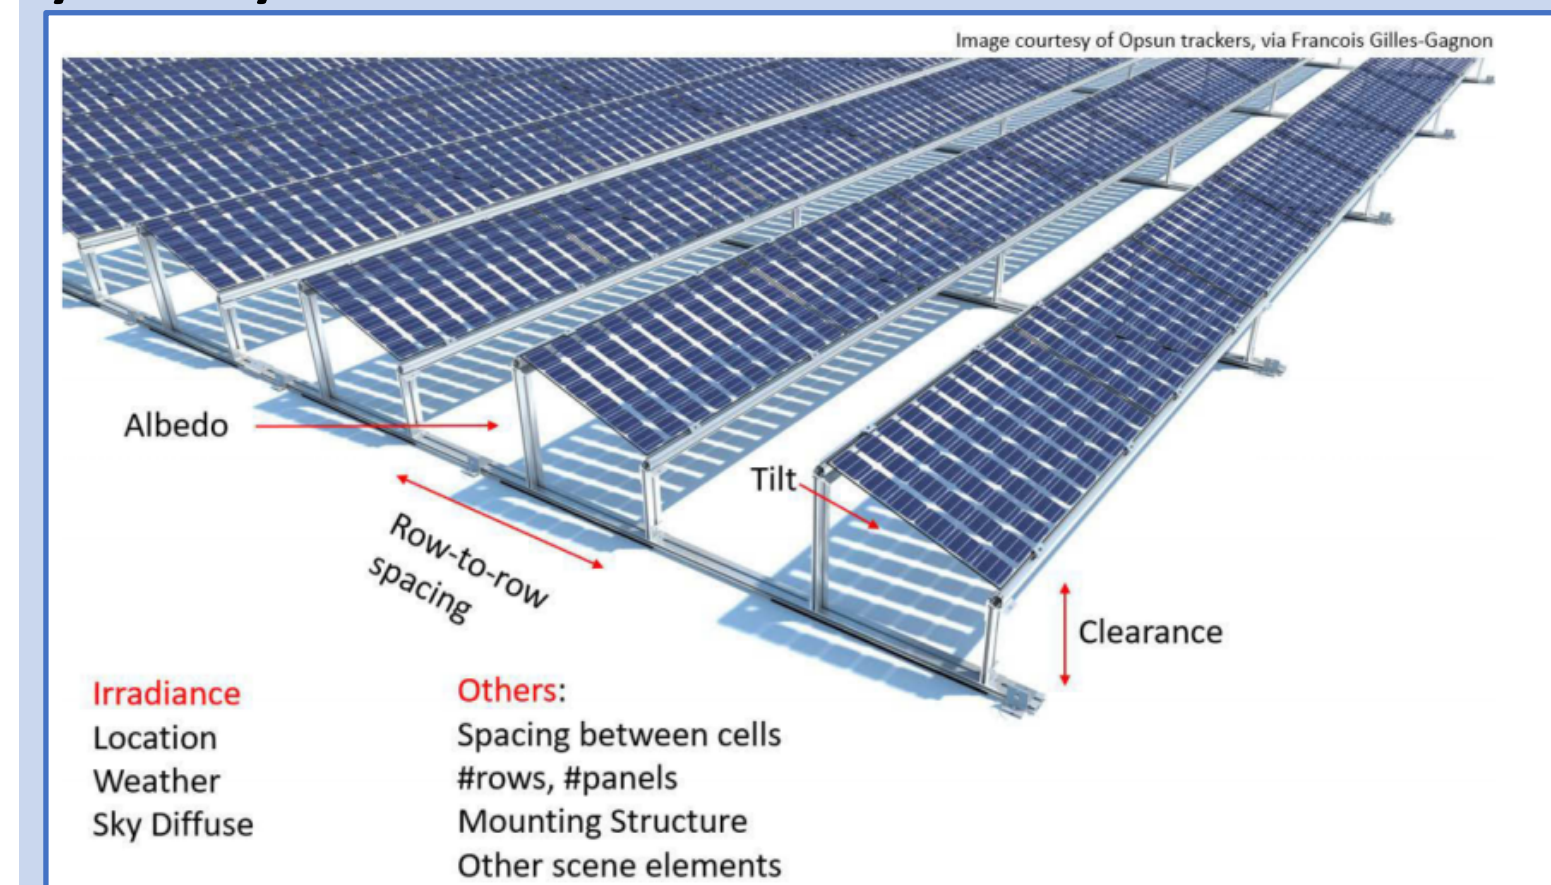 Image courtesy of Opsun trackers, via Francois Gilles-Gagnon
Albedo
Tilt
Row-to-row
spacing
Clearance
Irradiance
Location
Weather
Sky Diffuse
Others:
Spacing between cells
#rows, #panels
Mounting Structure
Other scene elements